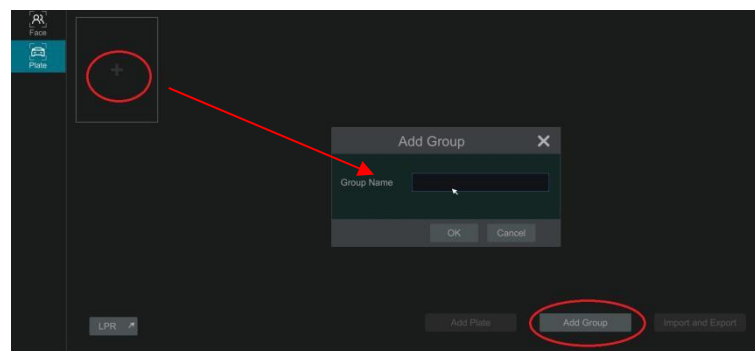 Face
Plate
Add Group
Group Name
OK Cancel
LPR
Add Plate Add Group Import and Export